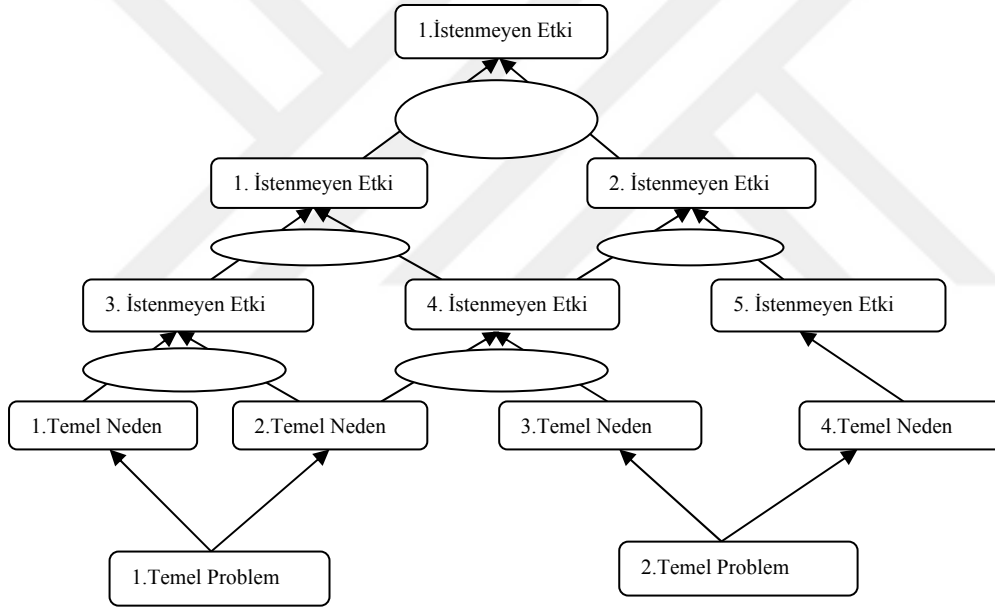 1.İstenmeyen Etki
1. İstenmeyen Etki
2. İstenmeyen Etki
3. İstenmeyen Etki
4. İstenmeyen Etki
5. İstenmeyen Etki
1.Temel Neden
2.Temel Neden
3.Temel Neden
4.Temel Neden
1.Temel Problem
2.Temel Problem